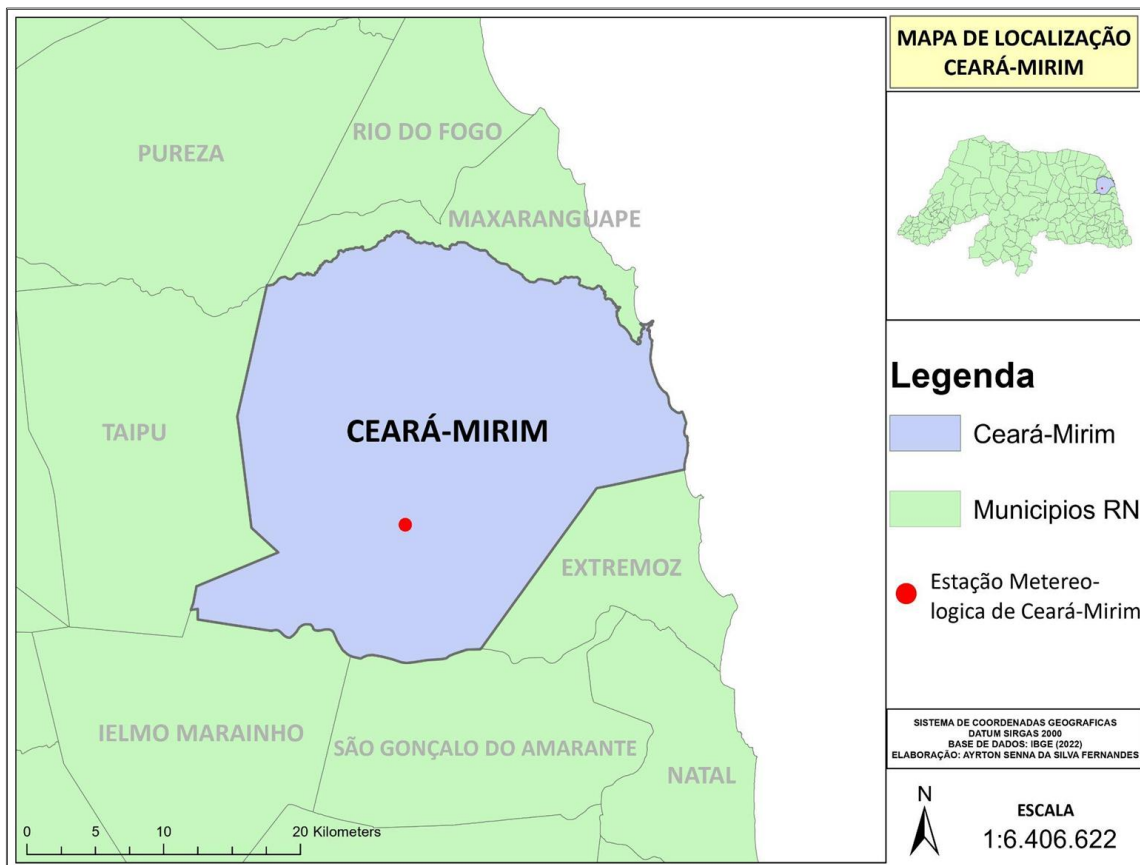 MAPA DE LOCALIZAÇÃO
CEARÁ-MIRIM
RIO DO FOGO
PUREZA
MAXARANGUAPE
TAIPU
CEARÁ-MIRIM
EXTREMOZ
IELMO MARAINHO
SÃO GONÇALO DO AMARANTE
NATAL
0 5 10 20 Kilometers
Legenda
Ceará-Mirim
Municipios RN
Estação Metereo-
logica de Ceará-Mirim
SISTEMA DE COORDENADAS GEOGRAFICAS
DATUM SIRGAS 2000
BASE DE DADOS: IBGE (2022)
ELABORAÇÃO: AYRTON SENNA DA SILVA FERNANDES
N
ESCALA
1:6.406.622